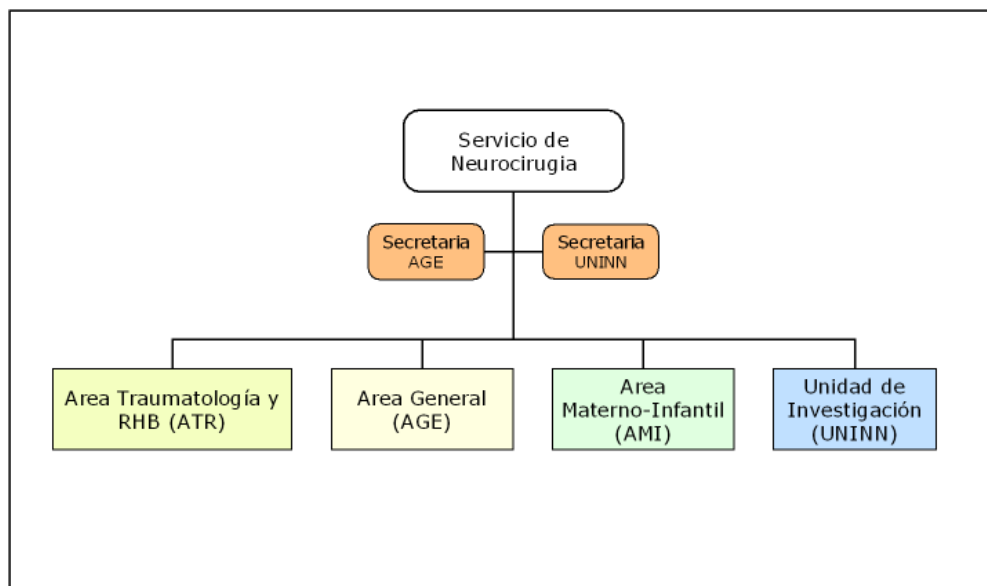 Servicio de
Neurocirugia
Secretaria
AGE
Secretaria
UNINN
Area Traumatología y
RHB (ATR)
Area General
(AGE)
Area
Materno-Infantil
(AMI)
Unidad de
Investigación
(UNINN)